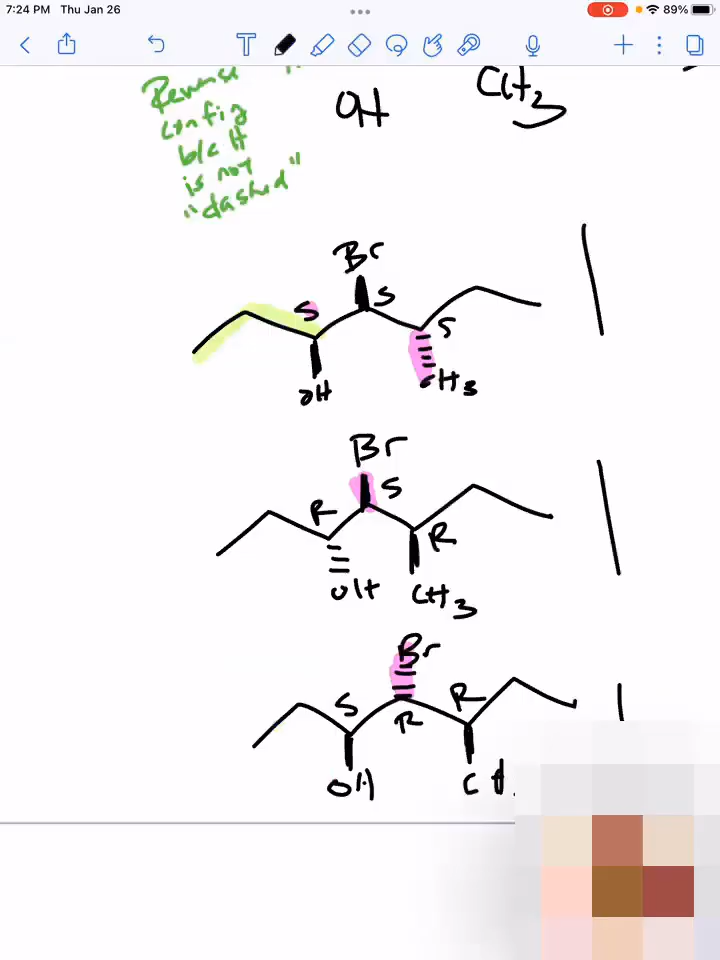 7:24 PM Thu Jan 26
89%
T
Reverse "
config
b/c H
is not
"dashed"
OH
CH3
Br
S
S
S
OH
CH3
Br
R
S
R
OH
CH3
Br
S
R
R
OH